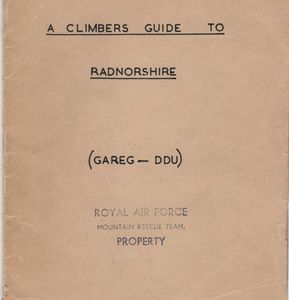 A CLIMBERS GUIDE TO
RADNORSHIRE
(GAREG - DDU)
ROYAL AIR FORCE
MOUNTAIN RESCUE TEAM,
PROPERTY